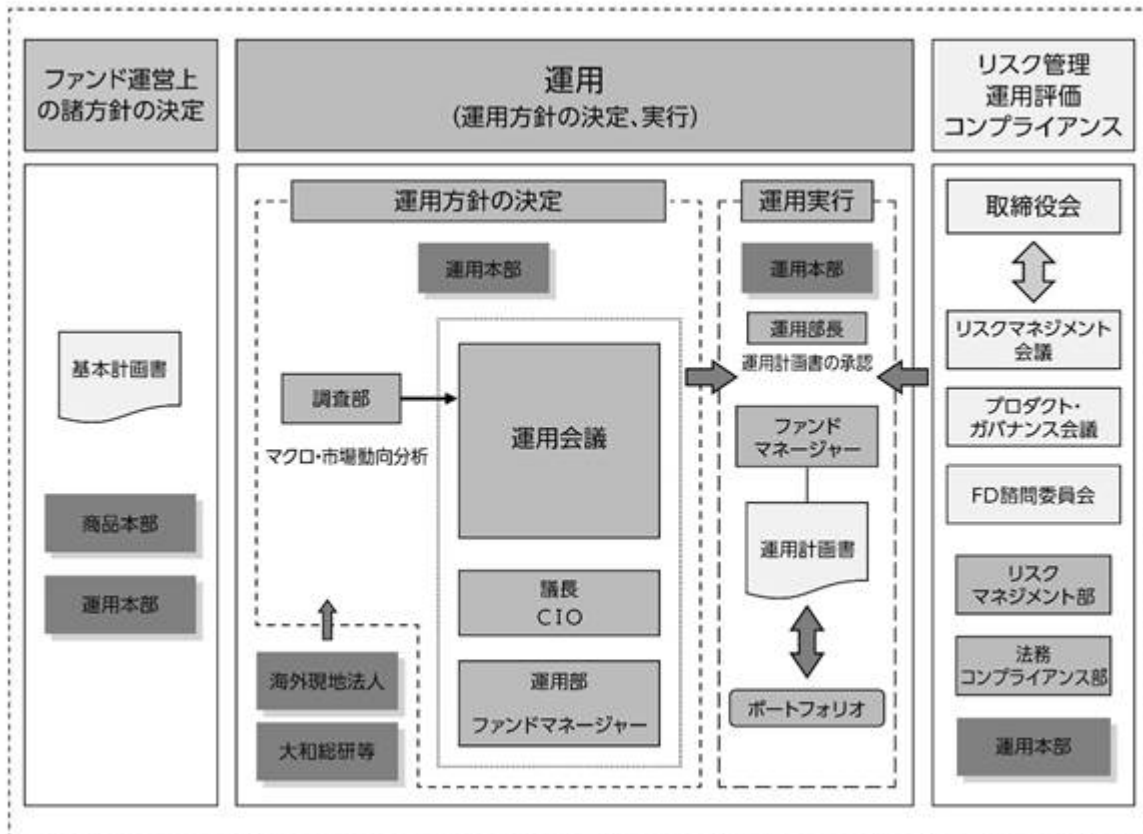 ファンド運営上
の諸方針の決定
運用
(運用方針の決定、実行)
リスク管理
運用評価
コンプライアンス
基本計画書
商品本部
運用本部
運用方針の決定
運用本部
調査部
マクロ・市場動向分析
運用会議
議長
CIO
運用部
ファンドマネージャー
海外現地法人
大和総研等
運用実行
運用本部
運用部長
運用計画書の承認
ファンド
マネージャー
運用計画書
ポートフォリオ
取締役会
リスクマネジメント
会議
プロダクト・
ガバナンス会議
FD諮問委員会
リスク
マネジメント部
法務
コンプライアンス部
運用本部